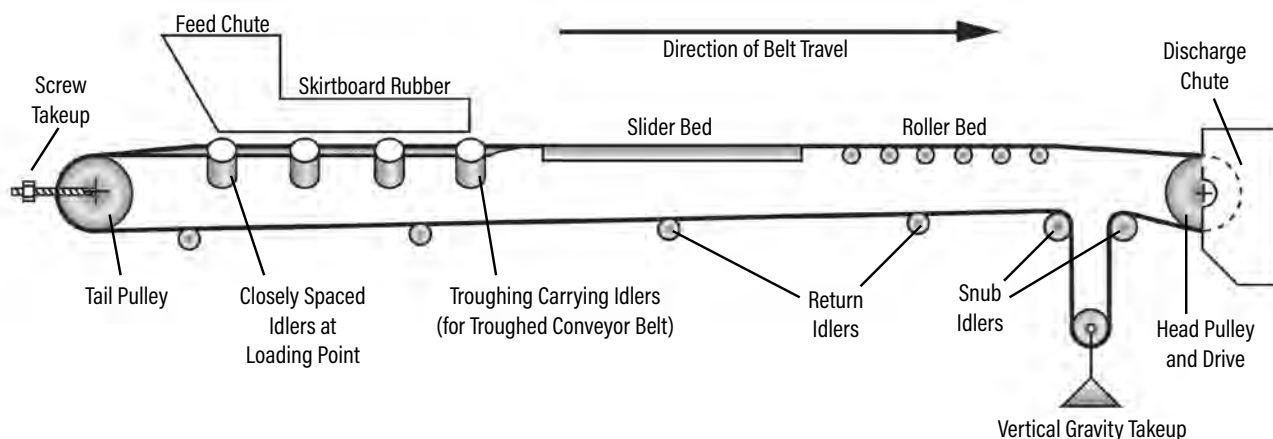 Feed Chute
Direction of Belt Travel
Discharge
Chute
Screw
Takeup
Skirtboard Rubber
Slider Bed
Roller Bed
Tail Pulley
Closely Spaced
Idlers at
Loading Point
Troughing Carrying Idlers
(for Troughed Conveyor Belt)
Return
Idlers
Snub
Idlers
Head Pulley
and Drive
Vertical Gravity Takeup